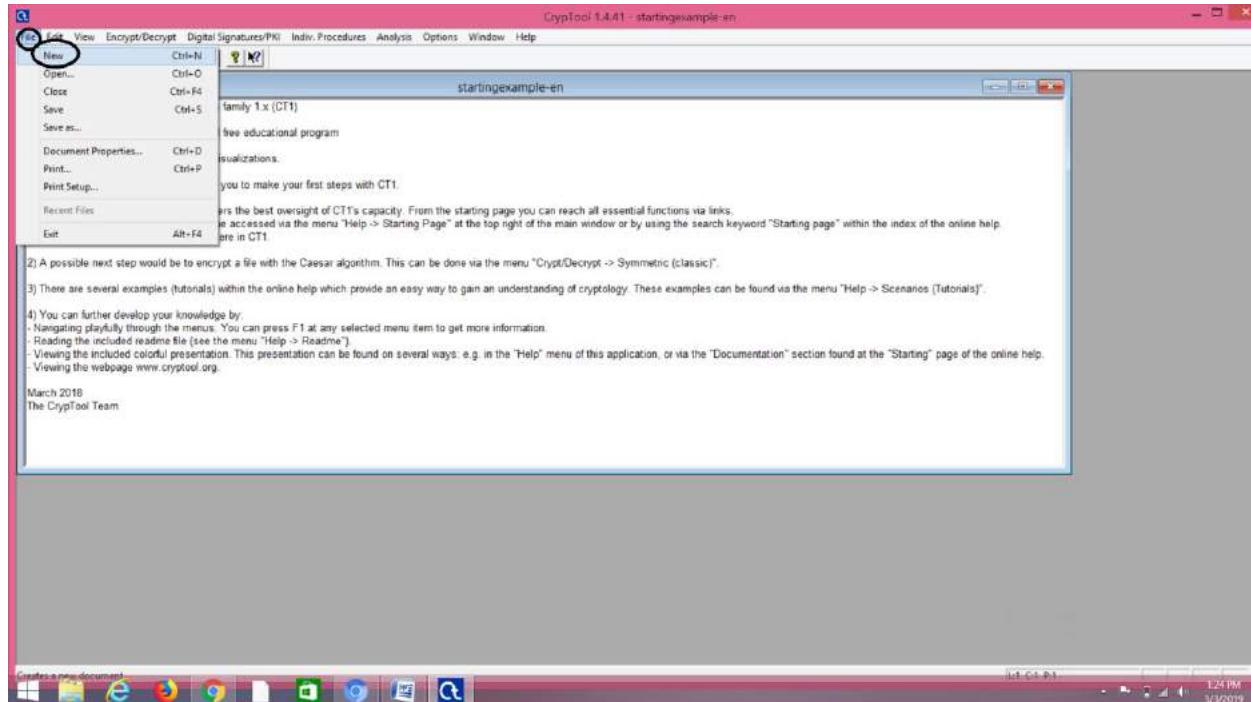 CrypTool 1.4.41 - startingexample-en
File Edit View Encrypt/Decrypt Digital Signatures/PKI Indiv. Procedures Analysis Options Window Help
New Ctrl+N
Open... Ctrl+O
Close Ctrl+F4
Save Ctrl+S
Save as...
Document Properties... Ctrl+D
Print... Ctrl+P
Print Setup...
Recent Files
Exit Alt+F4
startingexample-en
family 1.x (CT1)
free educational program
isualizations.
you to make your first steps with CT1.
ers the best oversight of CT1's capacity. From the starting page you can reach all essential functions via links.
e accessed via the menu "Help -> Starting Page" at the top right of the main window or by using the search keyword "Starting page" within the index of the online help.
ere in CT1.
2) A possible next step would be to encrypt a file with the Caesar algorithm. This can be done via the menu "Crypt/Decrypt -> Symmetric (classic)".
3) There are several examples (tutorials) within the online help which provide an easy way to gain an understanding of cryptology. These examples can be found via the menu "Help -> Scenarios (Tutorials)".
4) You can further develop your knowledge by:
- Navigating playfully through the menus. You can press F1 at any selected menu item to get more information.
- Reading the included readme file (see the menu "Help -> Readme").
- Viewing the included colorful presentation. This presentation can be found on several ways: e.g. in the "Help" menu of this application, or via the "Documentation" section found at the "Starting" page of the online help.
- Viewing the webpage www.cryptool.org.
March 2018
The CrypTool Team
Creates a new document
L:1 C:1 P:1
1:24 PM
3/3/2019